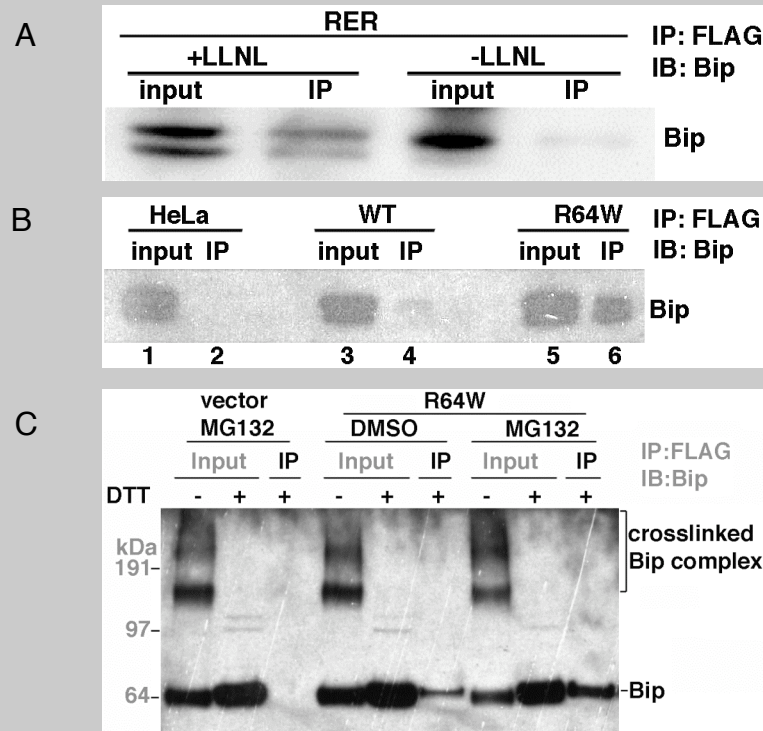 A
RER
+LLNL -LLNL
input IP input IP
IP: FLAG
IB: Bip
Bip
B
HeLa WT R64W
input IP input IP input IP
IP: FLAG
IB: Bip
Bip
1 2 3 4 5 6
C
vector R64W
MG132 DMSO MG132
Input IP Input IP Input IP
IP:FLAG
IB:Bip
DTT - + + - + + - + +
kDa
191
97
64
crosslinked
Bip complex
Bip